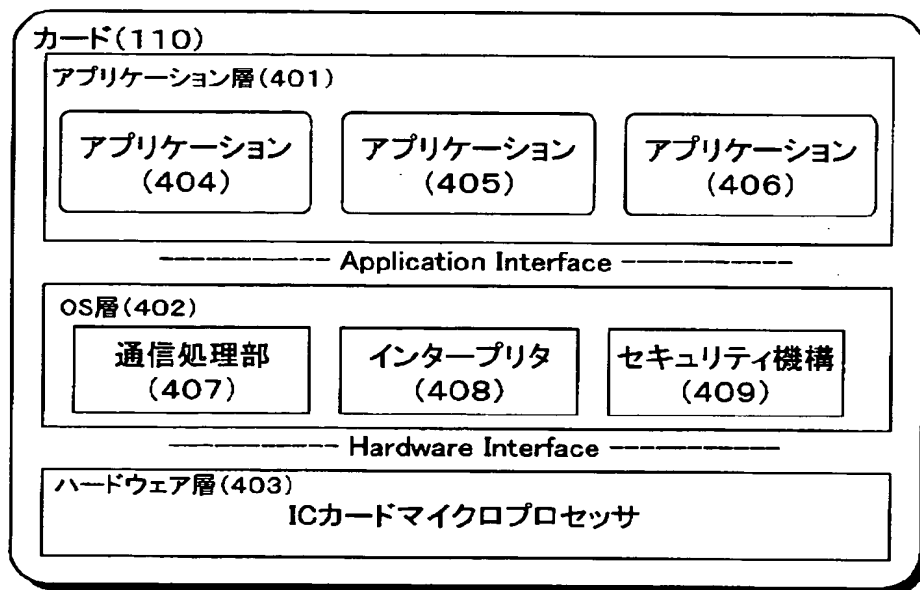 カード(110)
アプリケーション層(401)
アプリケーション
(404)
アプリケーション
(405)
アプリケーション
(406)
Application Interface
OS層(402)
通信処理部
(407)
インタープリタ
(408)
セキュリティ機構
(409)
Hardware Interface
ハードウェア層(403)
ICカードマイクロプロセッサ